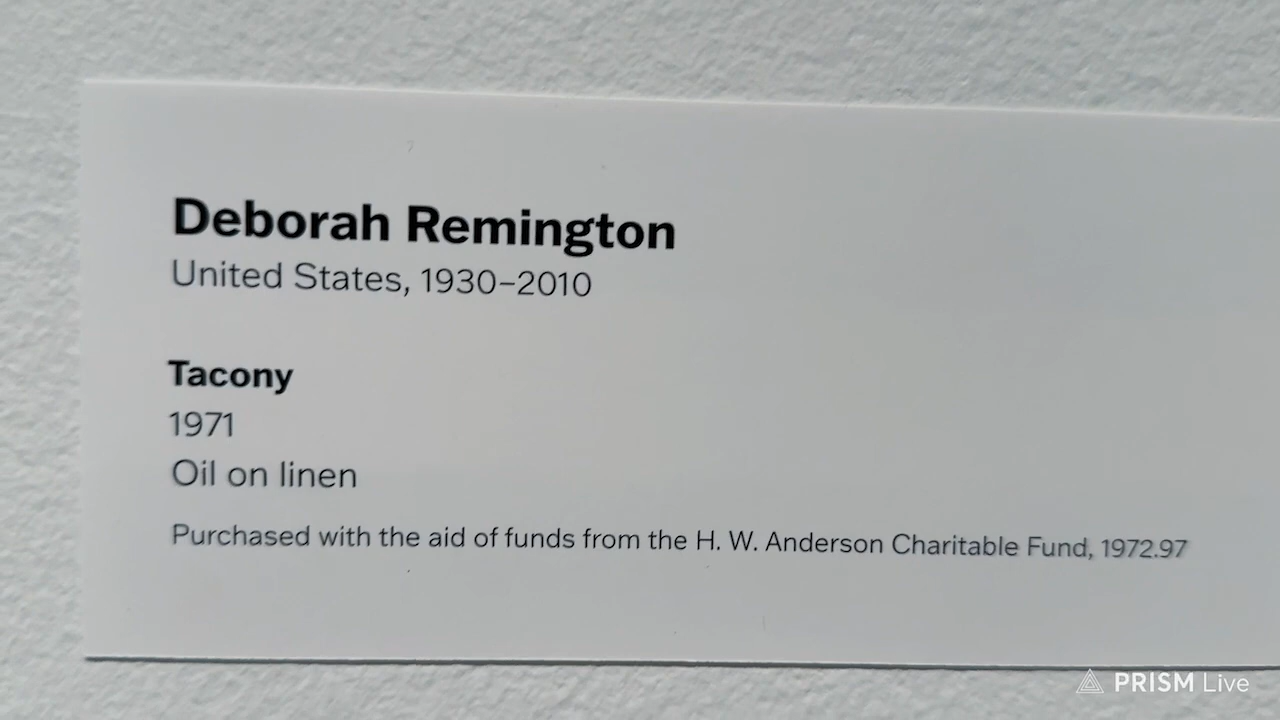 Deborah Remington
United States, 1930–2010
Tacony
1971
Oil on linen
Purchased with the aid of funds from the H. W. Anderson Charitable Fund, 1972.97
PRISM Live